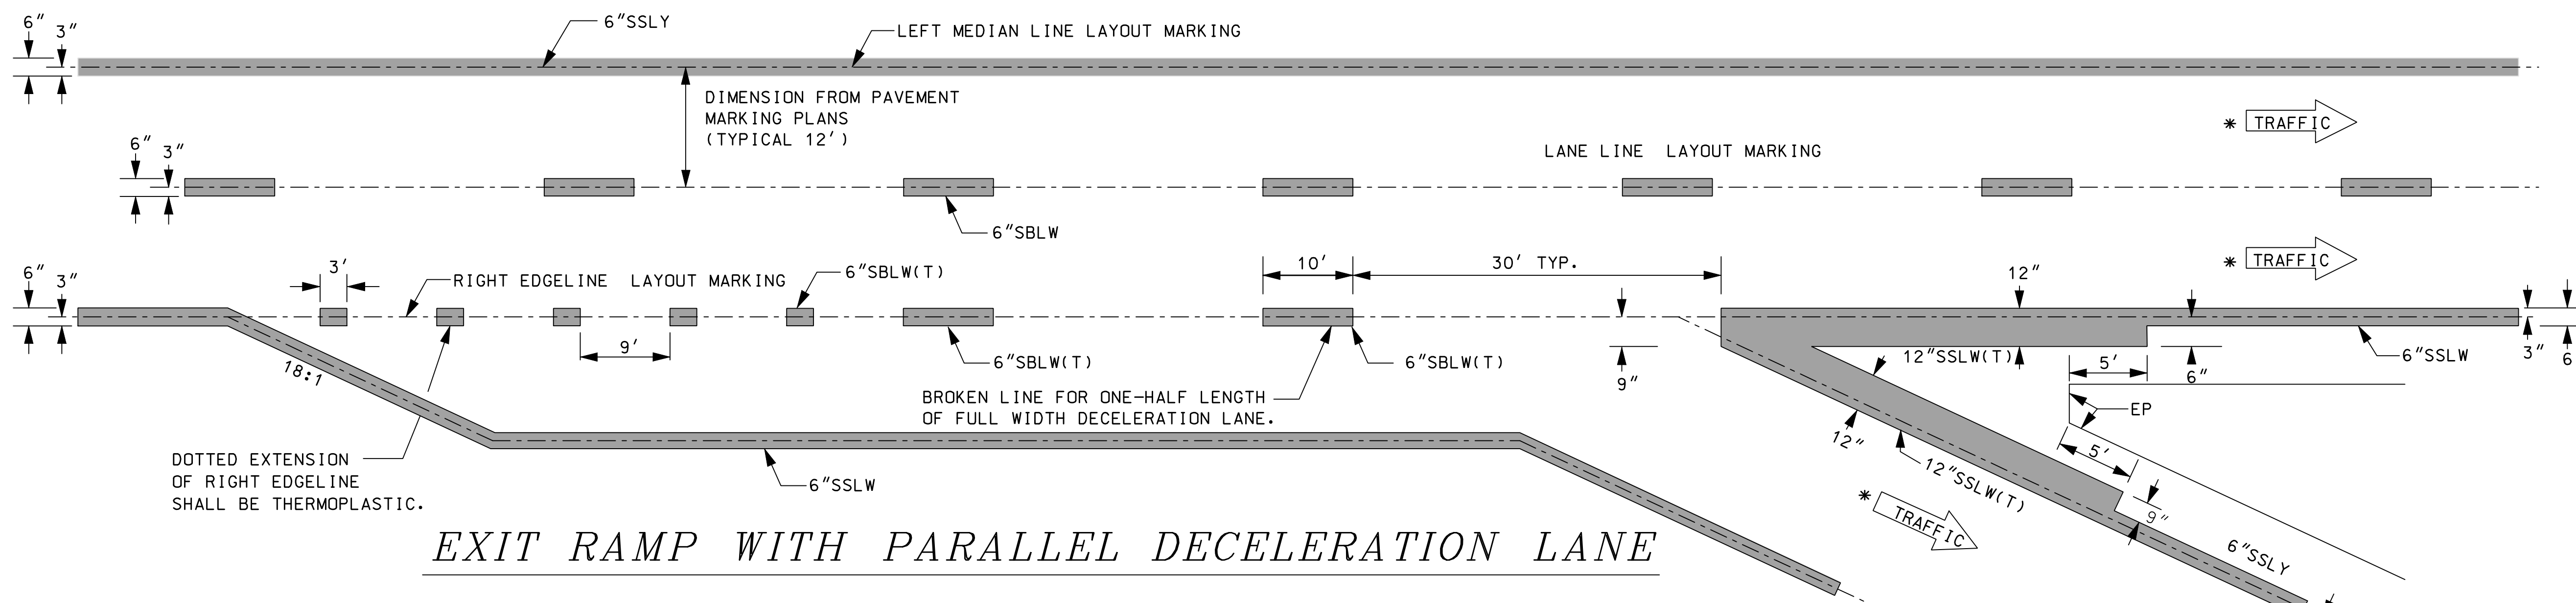 6" 3" 6"SSLY LEFT MEDIAN LINE LAYOUT MARKING
DIMENSION FROM PAVEMENT
MARKING PLANS
(TYPICAL 12')
* TRAFFIC
6" 3" LANE LINE LAYOUT MARKING
6"SBLW
6" 3" 3' RIGHT EDGELINE LAYOUT MARKING 6"SBLW(T) 10' 30' TYP. * TRAFFIC
12"
9' 6"SBLW(T) 6"SBLW(T) 9" 12"SSLW(T) 5' 6" 6"SSLW 3" 6
18:1
BROKEN LINE FOR ONE-HALF LENGTH
OF FULL WIDTH DECELERATION LANE.
EP
12"
5'
DOTTED EXTENSION
OF RIGHT EDGELINE
SHALL BE THERMOPLASTIC.
6"SSLW
12"SSLW(T)
* TRAFFIC
9"
6"SSLY
EXIT RAMP WITH PARALLEL DECELERATION LANE